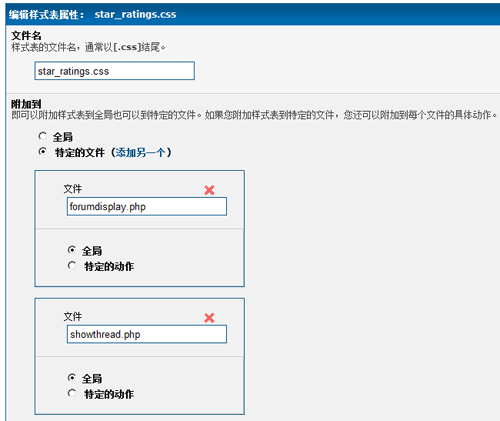 编辑样式表属性： star_ratings.css
文件名
样式表的文件名，通常以[.css]结尾。
star_ratings.css
附加到
即可以附加样式表到全局也可以到特定的文件。如果您附加样式表到特定的文件，您还可以附加到每个文件的具体动作。
全局
特定的文件（添加另一个）
文件
forumdisplay.php
全局
特定的动作
文件
showthread.php
全局
特定的动作